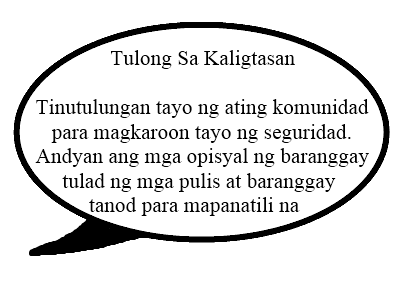 Tulong Sa Kaligtasan
Tinutulungan tayo ng ating komunidad
para magkaroon tayo ng seguridad.
Andyan ang mga opisyal ng baranggay
tulad ng mga pulis at baranggay
tanod para mapanatili na